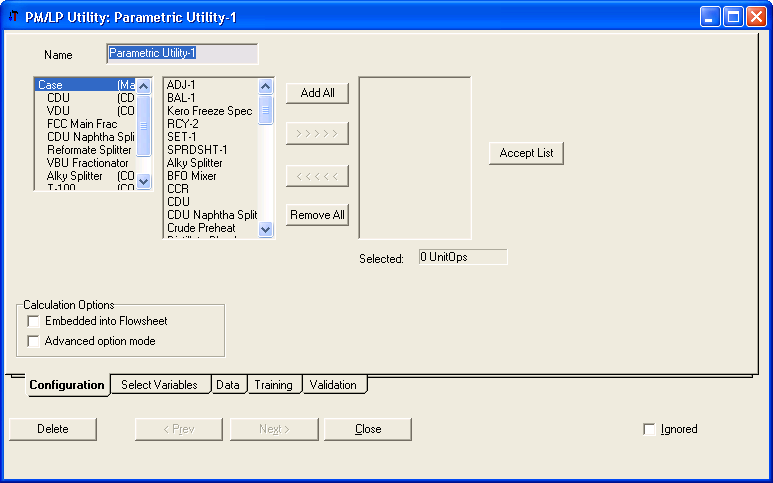 PM/LP Utility: Parametric Utility-1
Name
Parametric Utility-1
Case (Ma
CDU (CD
VDU (CO
FCC Main Frac
CDU Naphtha Spli
Reformate Splitter
VBU Fractionator
Alky Splitter (CO
T-100 (CO
ADJ-1
BAL-1
Kero Freeze Spec
RCY-2
SET-1
SPRDSHT-1
Alky Splitter
BFO Mixer
CCR
CDU
CDU Naphtha Split
Crude Preheat
Add All
> > > > >
< < < < <
Remove All
Accept List
Selected: 0 UnitOps
Calculation Options
Embedded into Flowsheet
Advanced option mode
Configuration Select Variables Data Training Validation
Delete < Prev Next > Close Ignored